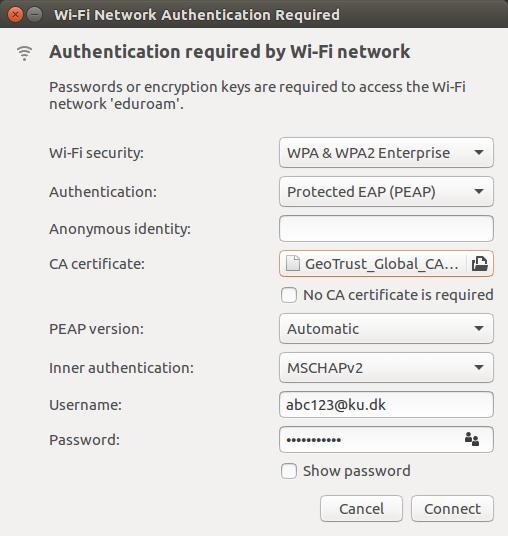 Wi-Fi Network Authentication Required
Authentication required by Wi-Fi network
Passwords or encryption keys are required to access the Wi-Fi
network 'eduroam'.
Wi-Fi security: WPA & WPA2 Enterprise
Authentication: Protected EAP (PEAP)
Anonymous identity:
CA certificate: GeoTrust_Global_CA...
No CA certificate is required
PEAP version: Automatic
Inner authentication: MSCHAPv2
Username: abc123@ku.dk
Password: •••••••••••
Show password
Cancel Connect